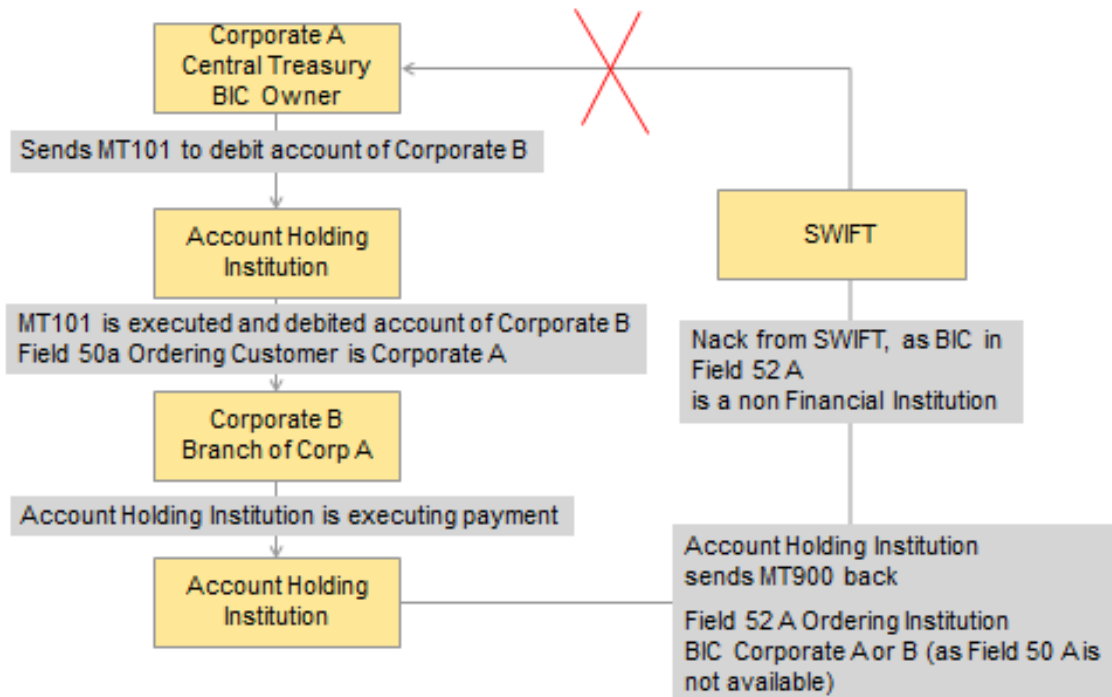 Corporate A
Central Treasury
BIC Owner
Sends MT101 to debit account of Corporate B
Account Holding
Institution
MT101 is executed and debited account of Corporate B
Field 50a Ordering Customer is Corporate A
Corporate B
Branch of Corp A
Account Holding Institution is executing payment
Account Holding
Institution
SWIFT
Nack from SWIFT, as BIC in
Field 52 A
is a non Financial Institution
Account Holding Institution
sends MT900 back
Field 52 A Ordering Institution
BIC Corporate A or B (as Field 50 A is
not available)